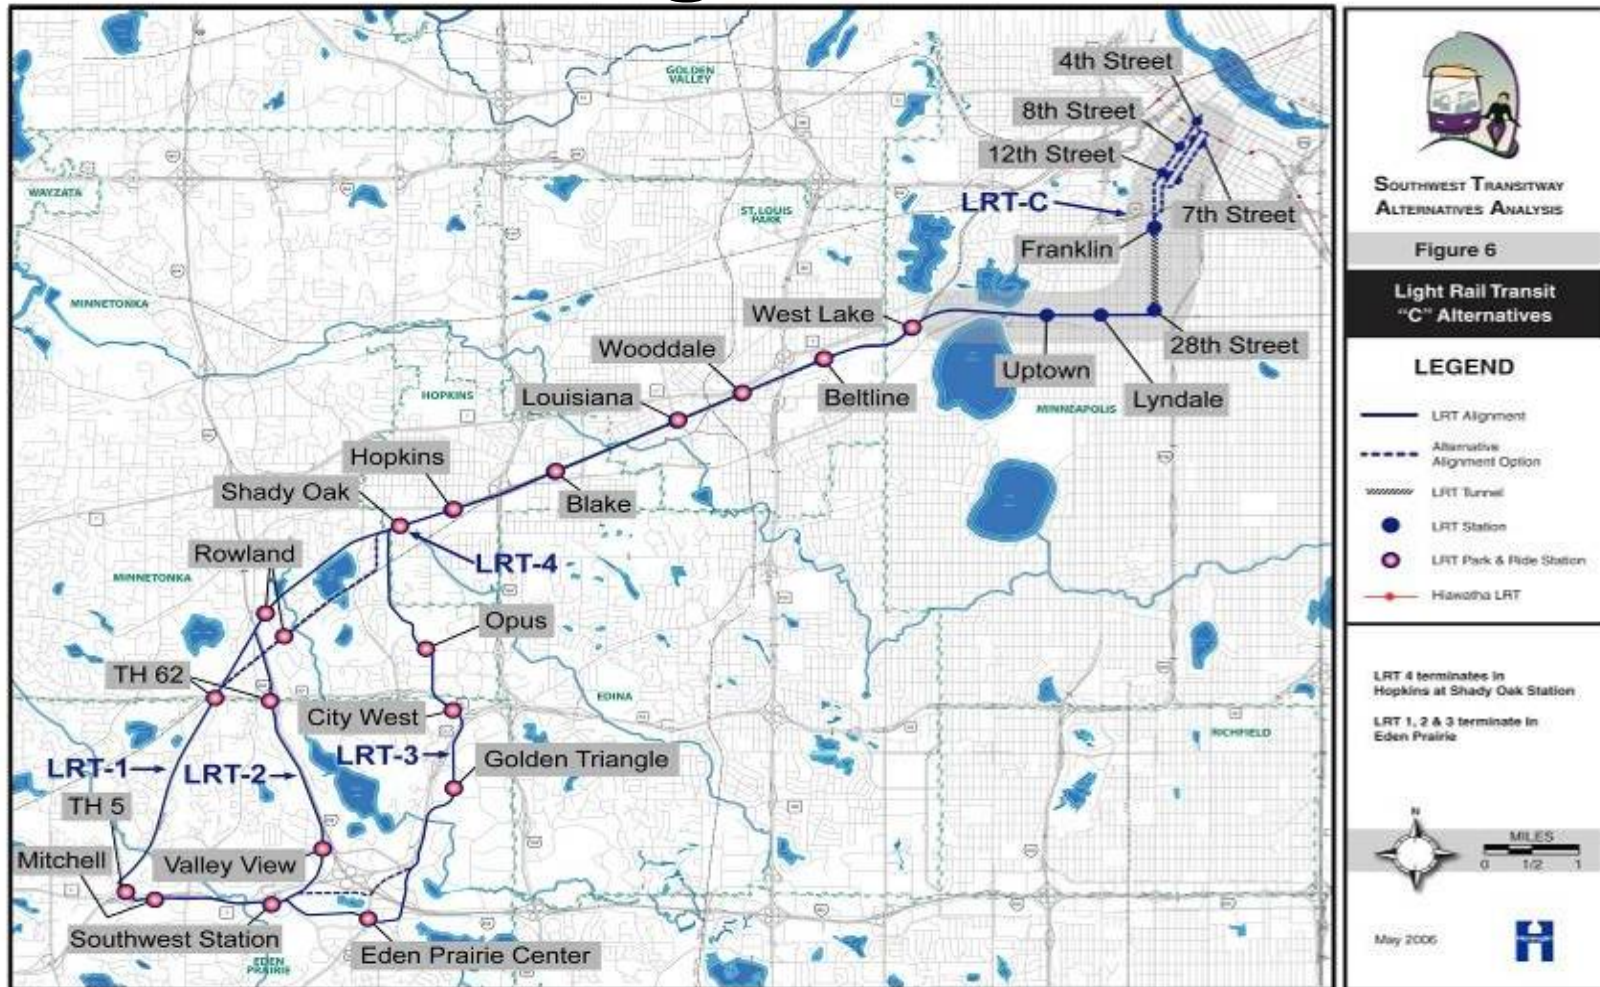 4th Street
GOLDEN
VALLEY
8th Street
12th Street
WAYZATA
LRT-C
ST. LOUIS
PARK
7th Street
Franklin
MINNETONKA
West Lake
Wooddale
28th Street
Uptown
HOPKINS
Louisiana
Beltline
Lyndale
MINNEAPOLIS
Hopkins
Shady Oak
Blake
Rowland
LRT-4
MINNETONKA
Opus
TH 62
EDINA
City West
RICHFIELD
LRT-3
Golden Triangle
LRT-1
LRT-2
TH 5
Mitchell
Valley View
Southwest Station
Eden Prairie Center
EDEN
PRAIRIE
SOUTHWEST TRANSITWAY
ALTERNATIVES ANALYSIS
Figure 6
Light Rail Transit
“C” Alternatives
LEGEND
LRT Alignment
Alternative
Alignment Option
LRT Tunnel
LRT Station
LRT Park & Ride Station
Hiawatha LRT
LRT 4 terminates in
Hopkins at Shady Oak Station
LRT 1, 2 & 3 terminate in
Eden Prairie
N
MILES
0 1/2 1
May 2006